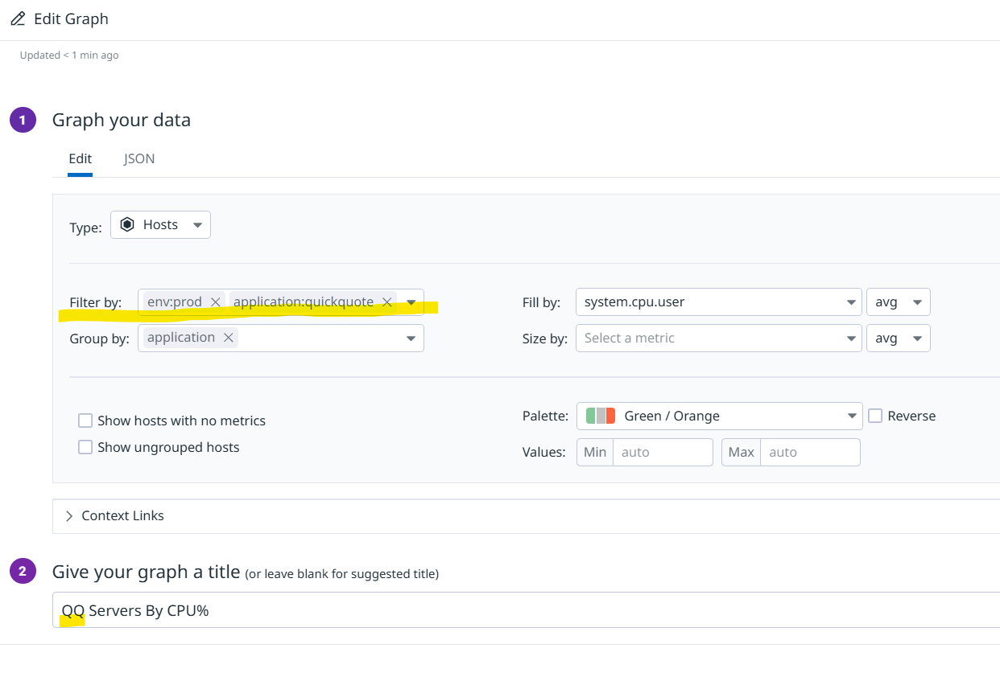 Edit Graph
Updated < 1 min ago
1 Graph your data
Edit JSON
Type: Hosts
Filter by: env:prod application:quickquote Fill by: system.cpu.user avg
Group by: application Size by: Select a metric avg
Show hosts with no metrics Palette: Green / Orange Reverse
Show ungrouped hosts Values: Min auto Max auto
Context Links
2 Give your graph a title (or leave blank for suggested title)
QQ Servers By CPU%